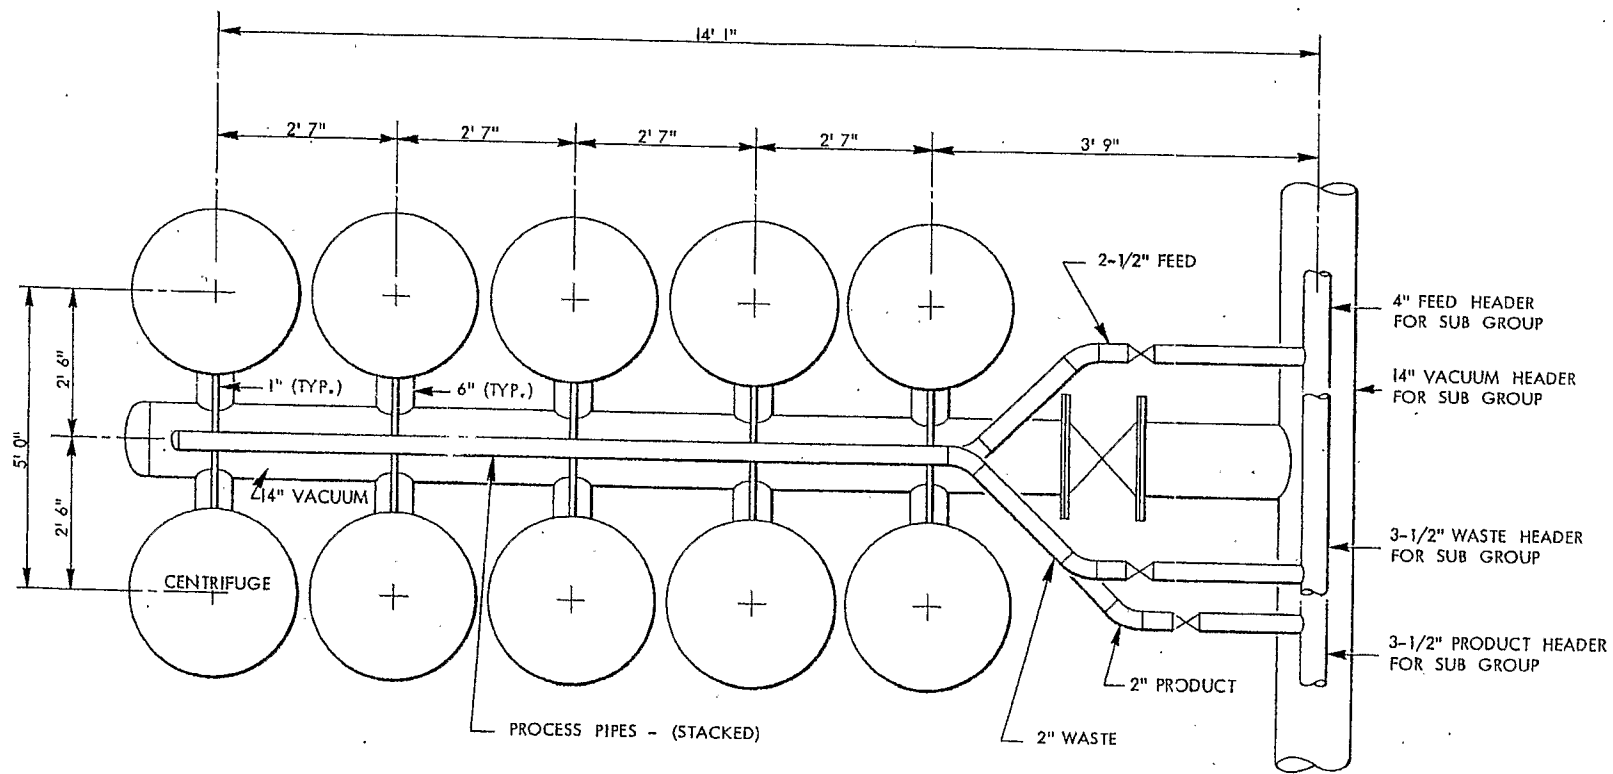 14' 1"
2' 7"
2' 7"
2' 7"
2' 7"
3' 9"
2-1/2" FEED
4" FEED HEADER
FOR SUB GROUP
14" VACUUM HEADER
FOR SUB GROUP
1" (TYP.)
6" (TYP.)
2' 6"
5' 0"
2' 6"
14" VACUUM
CENTRIFUGE
3-1/2" WASTE HEADER
FOR SUB GROUP
3-1/2" PRODUCT HEADER
FOR SUB GROUP
2" PRODUCT
PROCESS PIPES - (STACKED)
2" WASTE